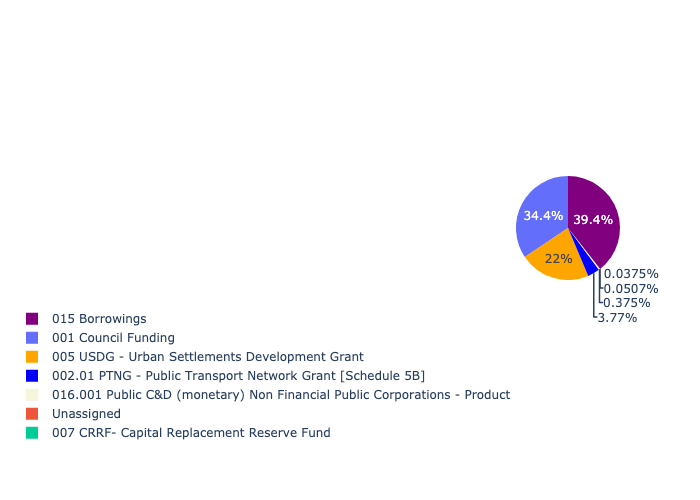 34.4%
39.4%
22%
0.0375%
0.0507%
0.375%
3.77%
015 Borrowings
001 Council Funding
005 USDG - Urban Settlements Development Grant
002.01 PTNG - Public Transport Network Grant [Schedule 5B]
016.001 Public C&D (monetary) Non Financial Public Corporations - Product
Unassigned
007 CRRF- Capital Replacement Reserve Fund